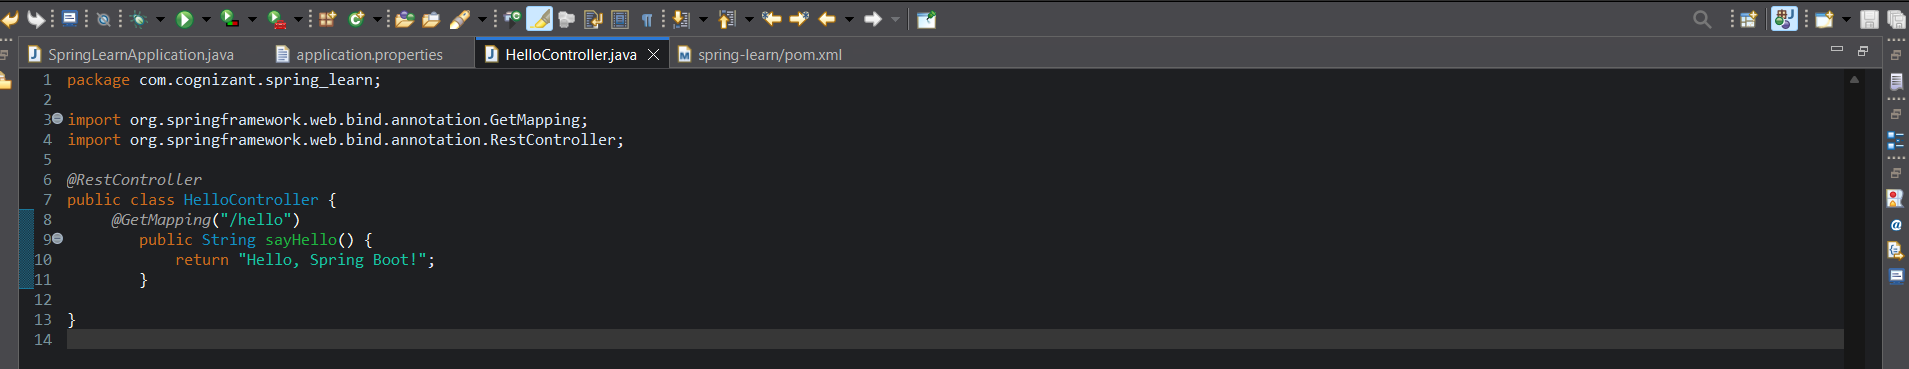 SpringLearnApplication.java application.properties HelloController.java spring-learn/pom.xml
1 package com.cognizant.spring_learn;
2
3 import org.springframework.web.bind.annotation.GetMapping;
4 import org.springframework.web.bind.annotation.RestController;
5
6 @RestController
7 public class HelloController {
8     @GetMapping("/hello")
9        public String sayHello() {
10            return "Hello, Spring Boot!";
11        }
12
13 }
14